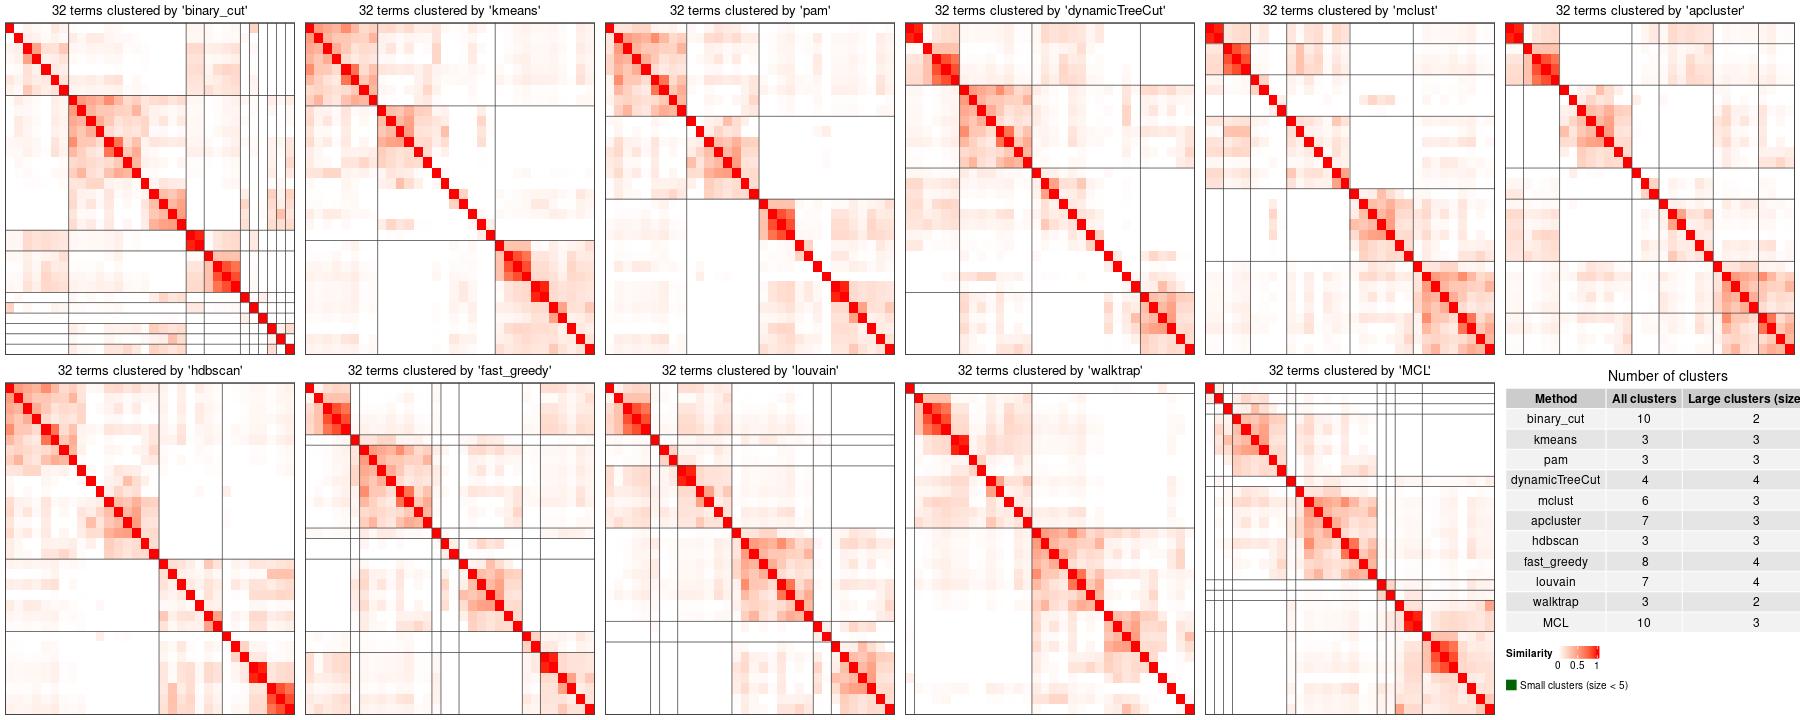 32 terms clustered by 'binary_cut'
32 terms clustered by 'kmeans'
32 terms clustered by 'pam'
32 terms clustered by 'dynamicTreeCut'
32 terms clustered by 'mclust'
32 terms clustered by 'apcluster'
32 terms clustered by 'hdbscan'
32 terms clustered by 'fast_greedy'
32 terms clustered by 'louvain'
32 terms clustered by 'walktrap'
32 terms clustered by 'MCL'
Number of clusters
Method All clusters Large clusters (size
binary_cut 10 2
kmeans 3 3
pam 3 3
dynamicTreeCut 4 4
mclust 6 3
apcluster 7 3
hdbscan 3 3
fast_greedy 8 4
louvain 7 4
walktrap 3 2
MCL 10 3
Similarity
0 0.5 1
Small clusters (size < 5)